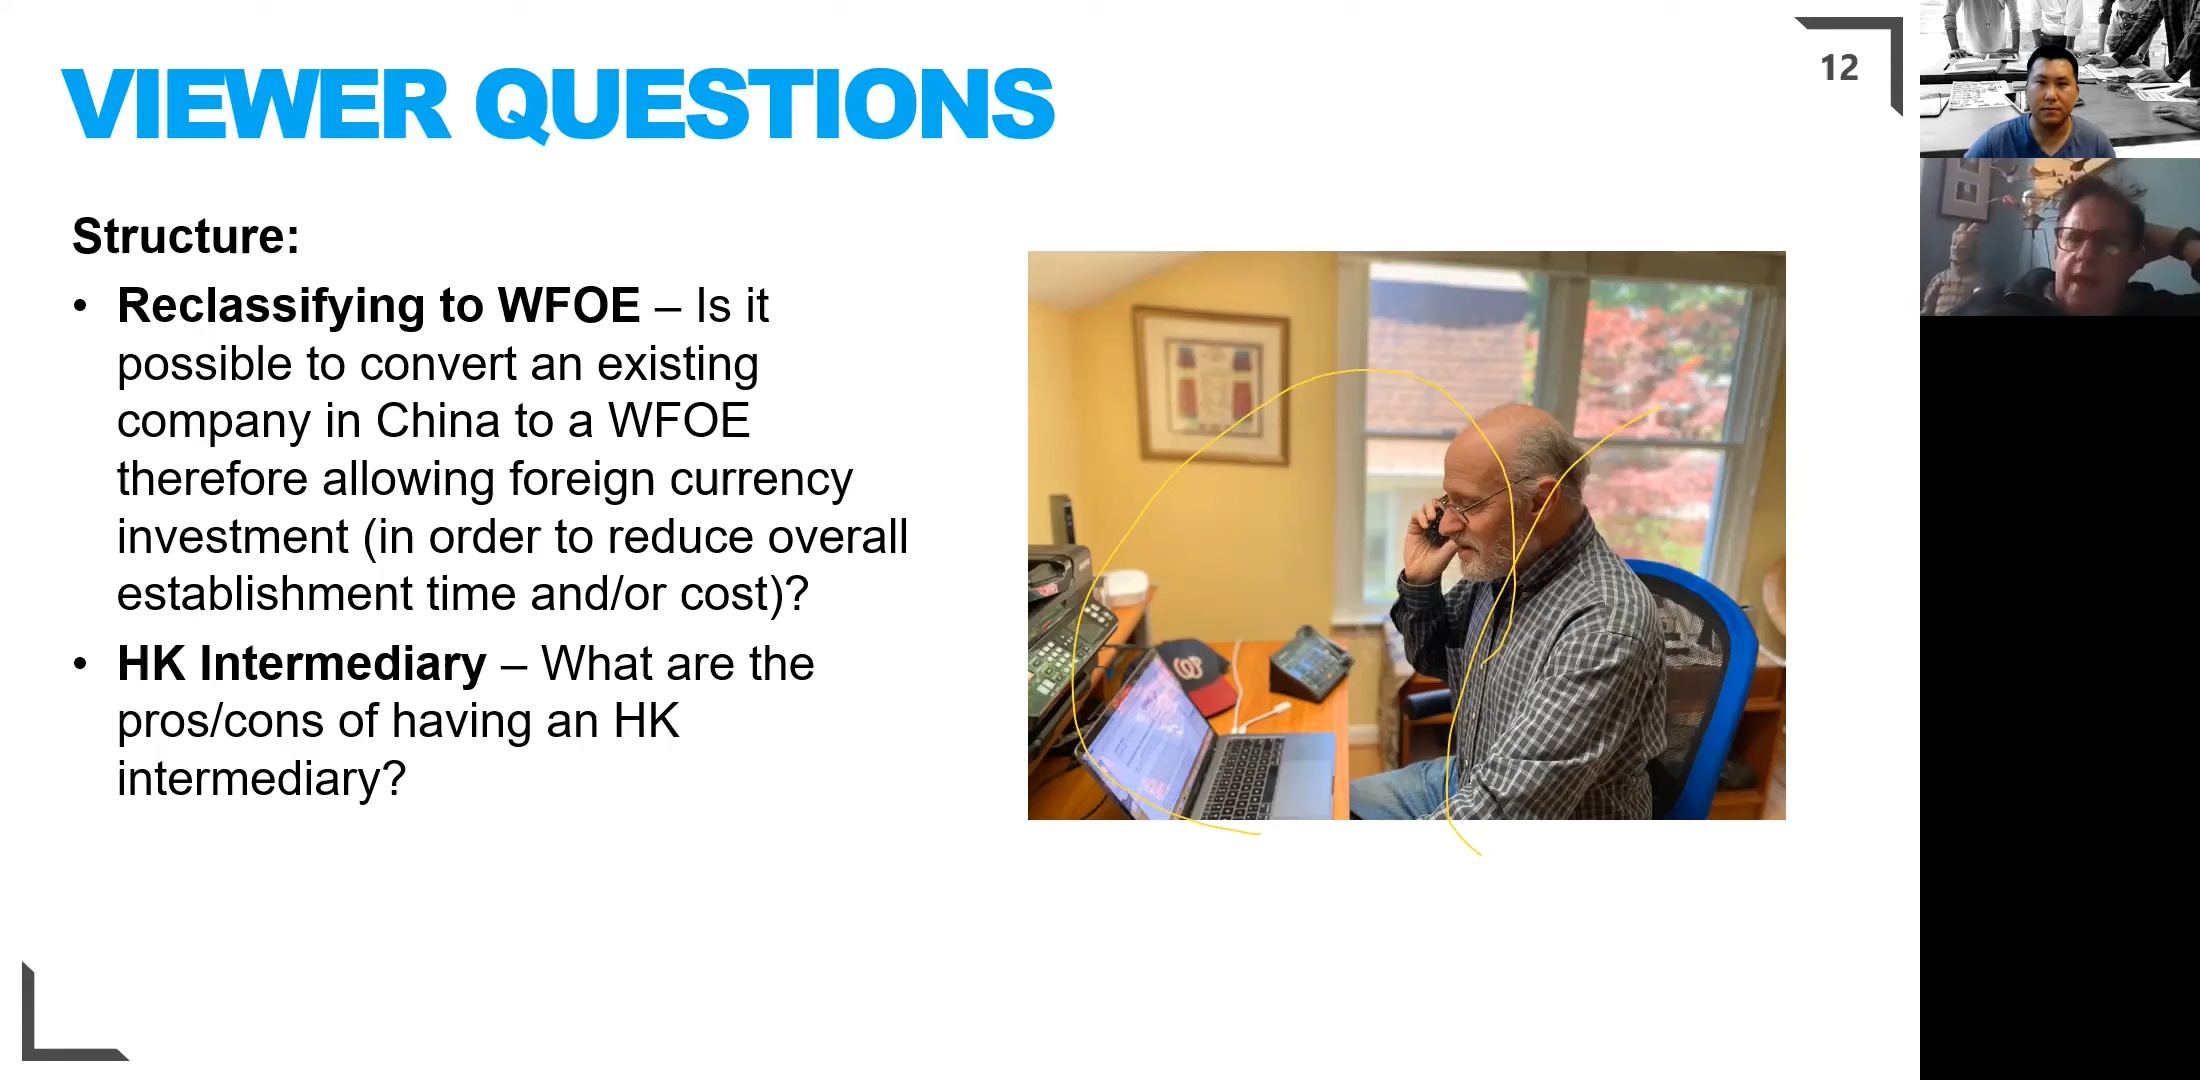 VIEWER QUESTIONS
12
Structure:
• Reclassifying to WFOE – Is it
possible to convert an existing
company in China to a WFOE
therefore allowing foreign currency
investment (in order to reduce overall
establishment time and/or cost)?
• HK Intermediary – What are the
pros/cons of having an HK
intermediary?